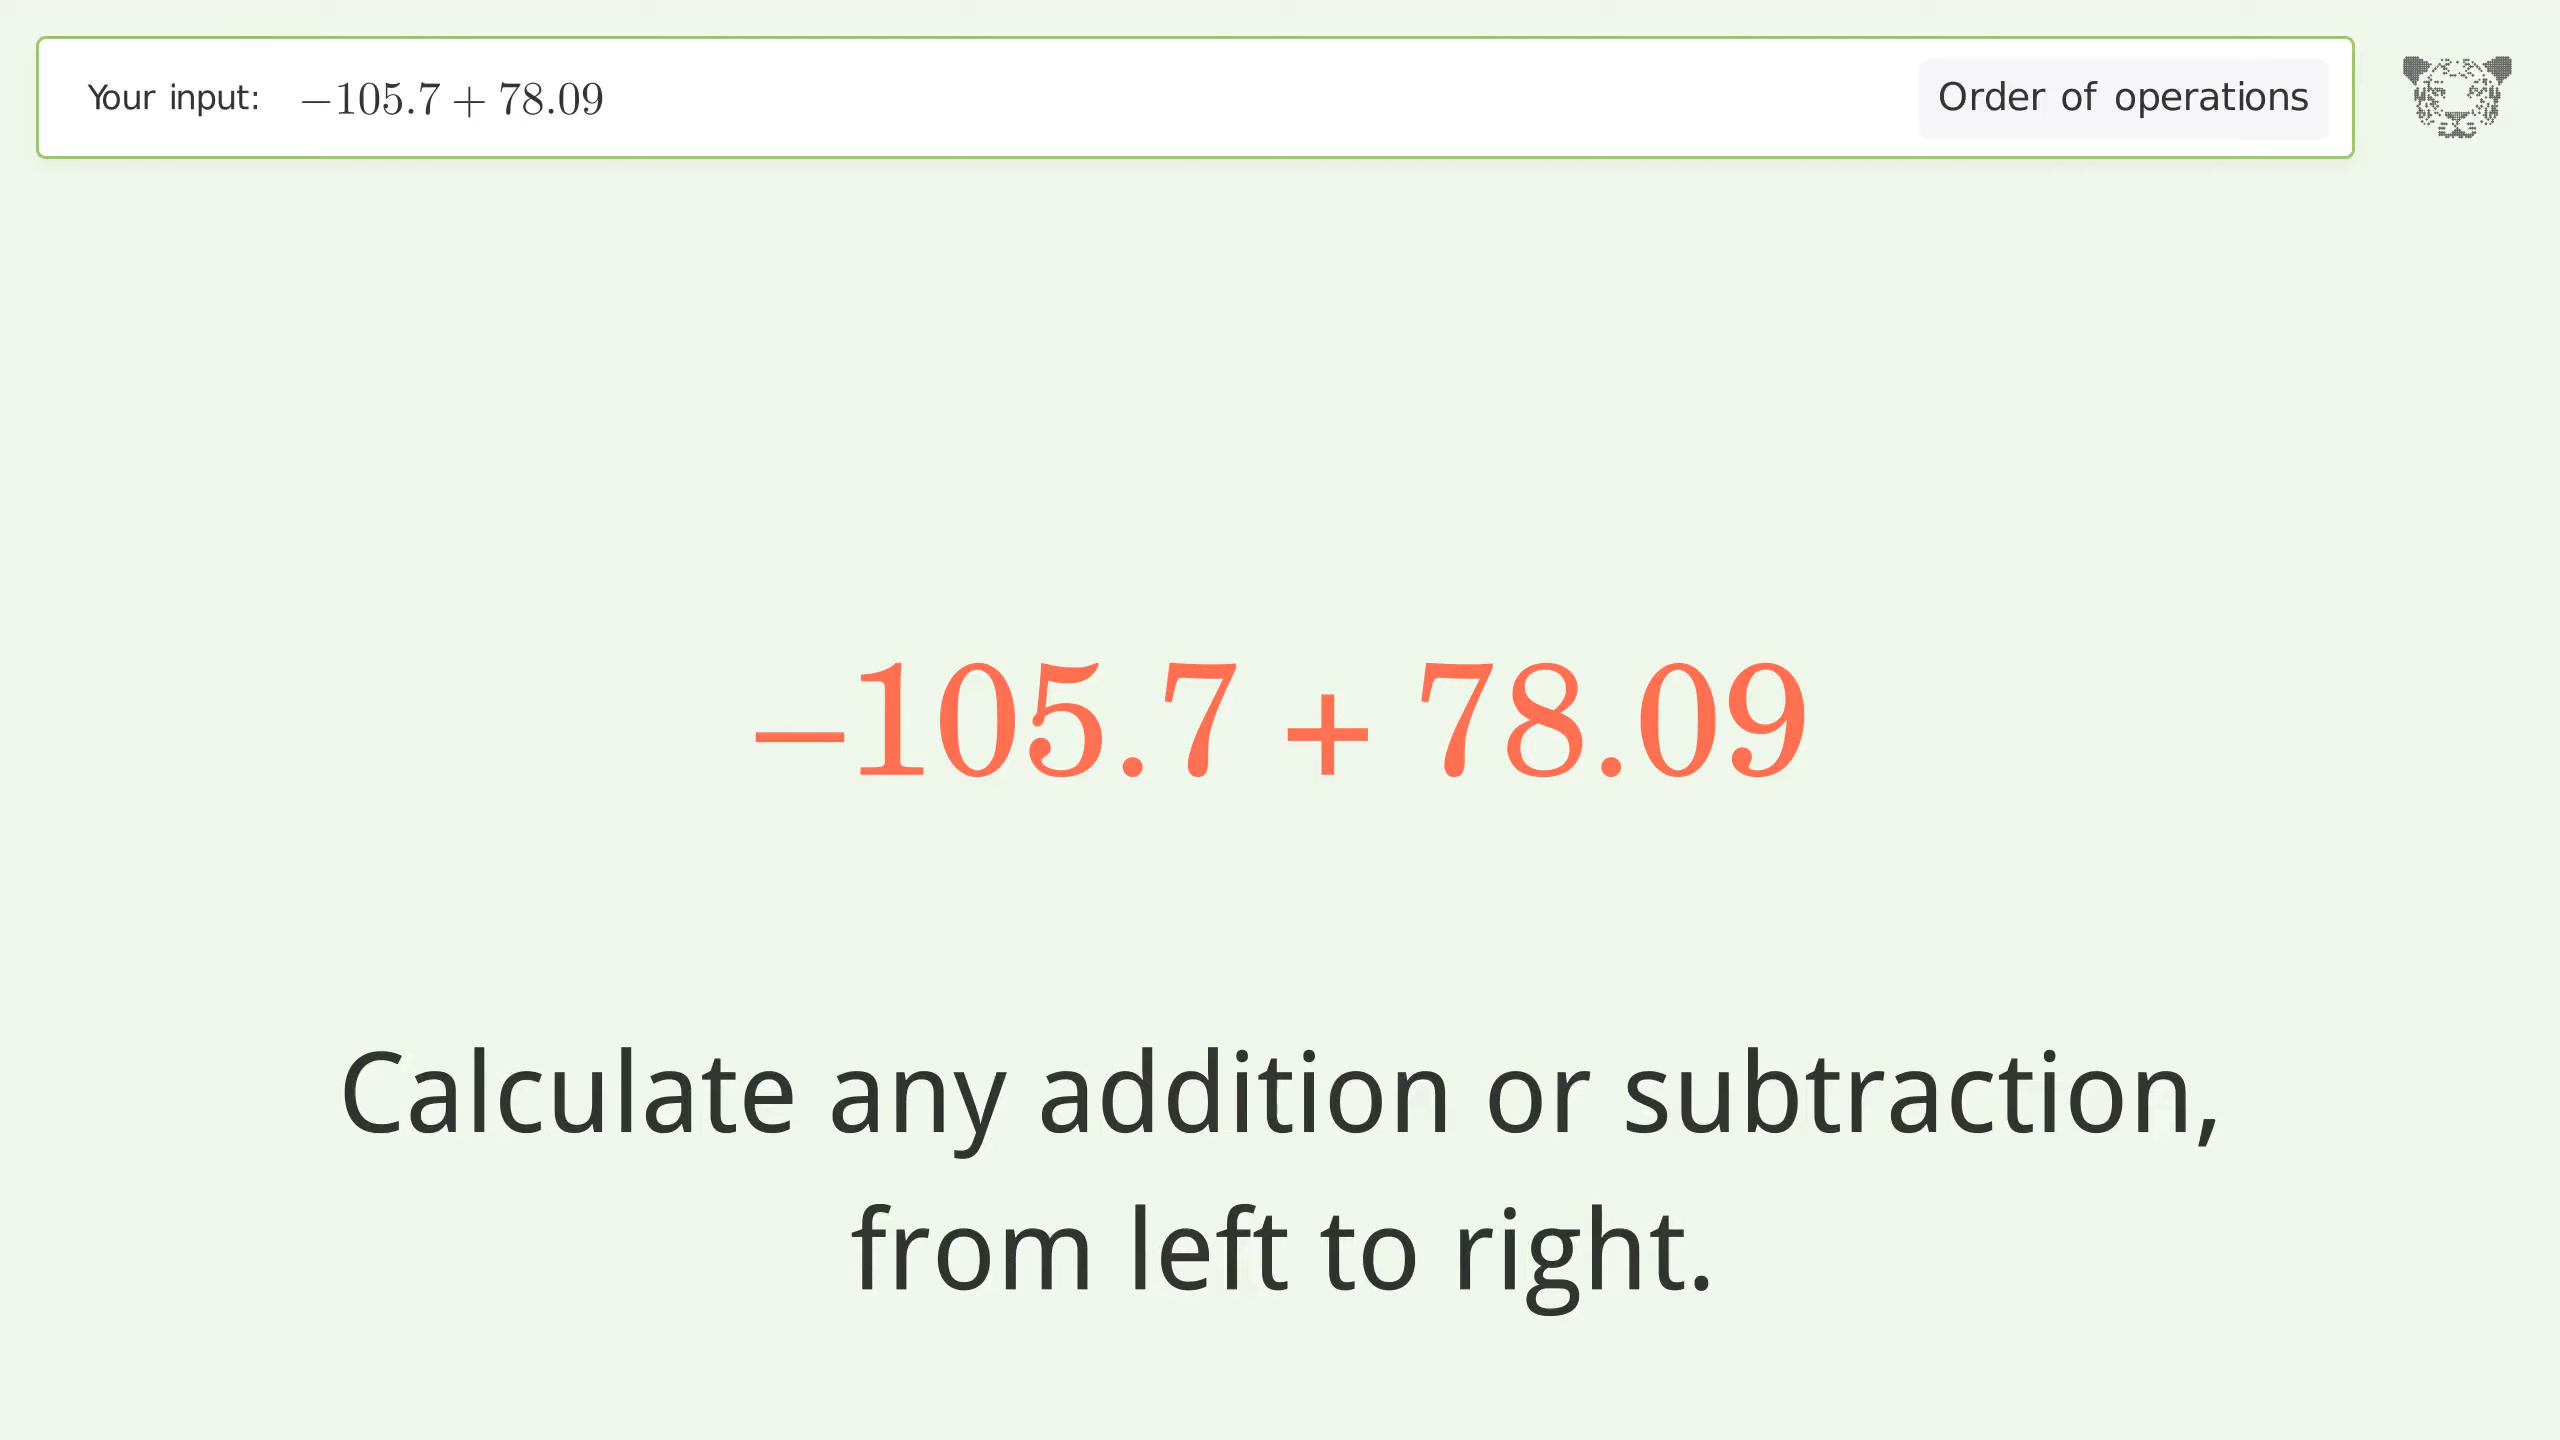 Your input: −105.7 + 78.09 Order of operations
−105.7 + 78.09
Calculate any addition or subtraction,
from left to right.